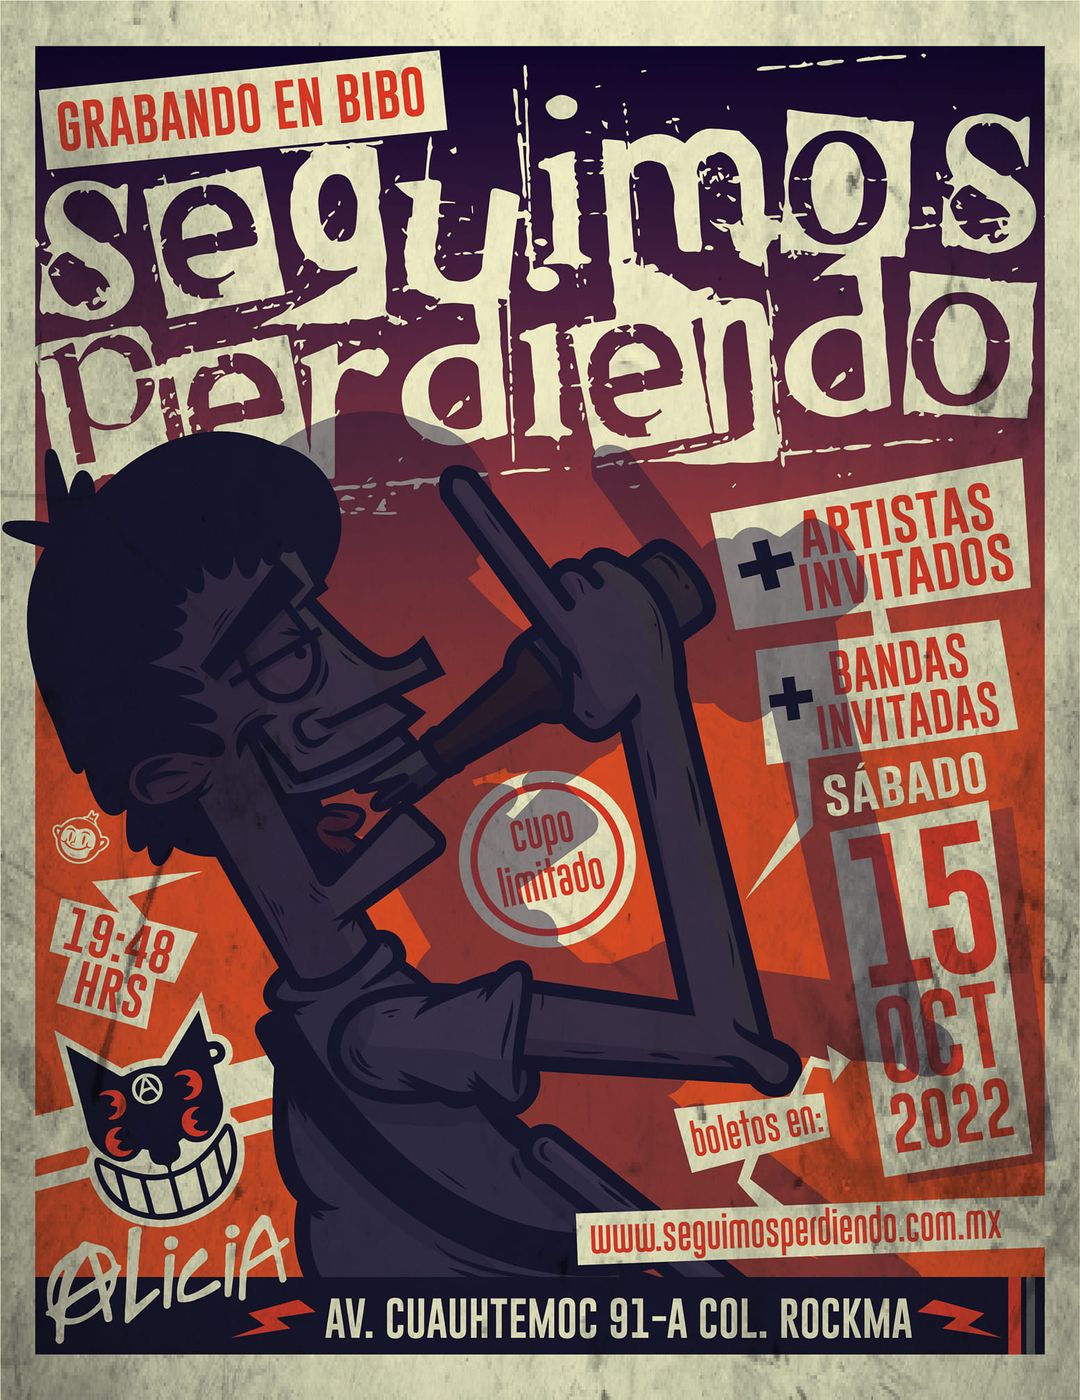 GRABANDO EN BIBO
Seguimos
Perdiendo
+ ARTISTAS
INVITADOS
+ BANDAS
INVITADAS
SÁBADO
15
OCT
2022
cupo
limitado
19:48
HRS
boletos en:
www.seguimosperdiendo.com.mx
ALiciA
AV. CUAUHTEMOC 91-A COL. ROCKMA